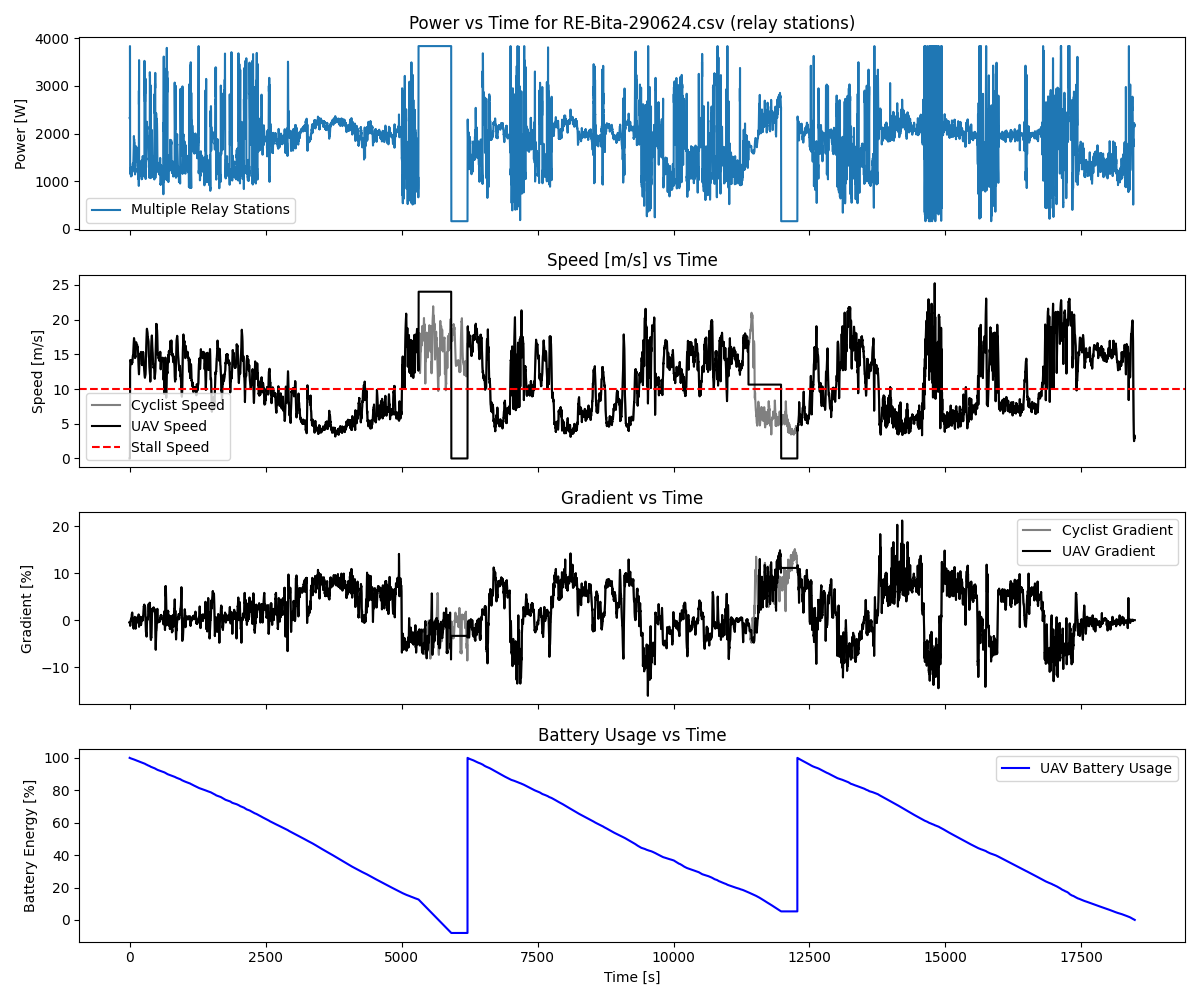 Power vs Time for RE-Bita-290624.csv (relay stations)
Power [W]
4000
3000
2000
1000
0
Multiple Relay Stations
Speed [m/s] vs Time
Speed [m/s]
25
20
15
10
5
0
Cyclist Speed
UAV Speed
Stall Speed
Gradient vs Time
Gradient [%]
20
10
0
−10
Cyclist Gradient
UAV Gradient
Battery Usage vs Time
Battery Energy [%]
100
80
60
40
20
0
UAV Battery Usage
0 2500 5000 7500 10000 12500 15000 17500
Time [s]